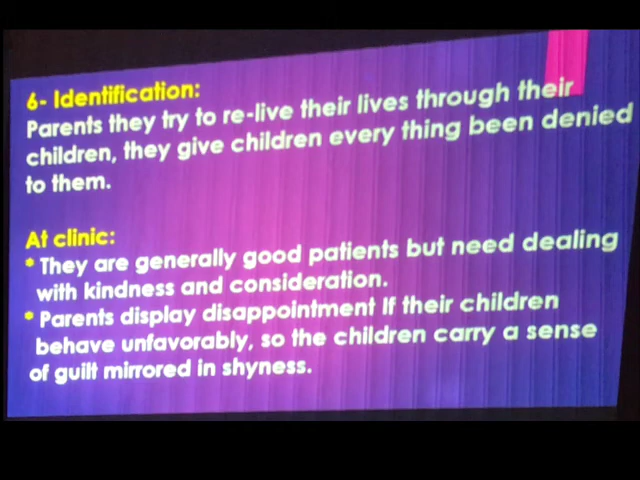 6- Identification:
Parents they try to re-live their lives through their
children, they give children every thing been denied
to them.
At clinic:
* They are generally good patients but need dealing
with kindness and consideration.
* Parents display disappointment If their children
behave unfavorably, so the children carry a sense
of guilt mirrored in shyness.